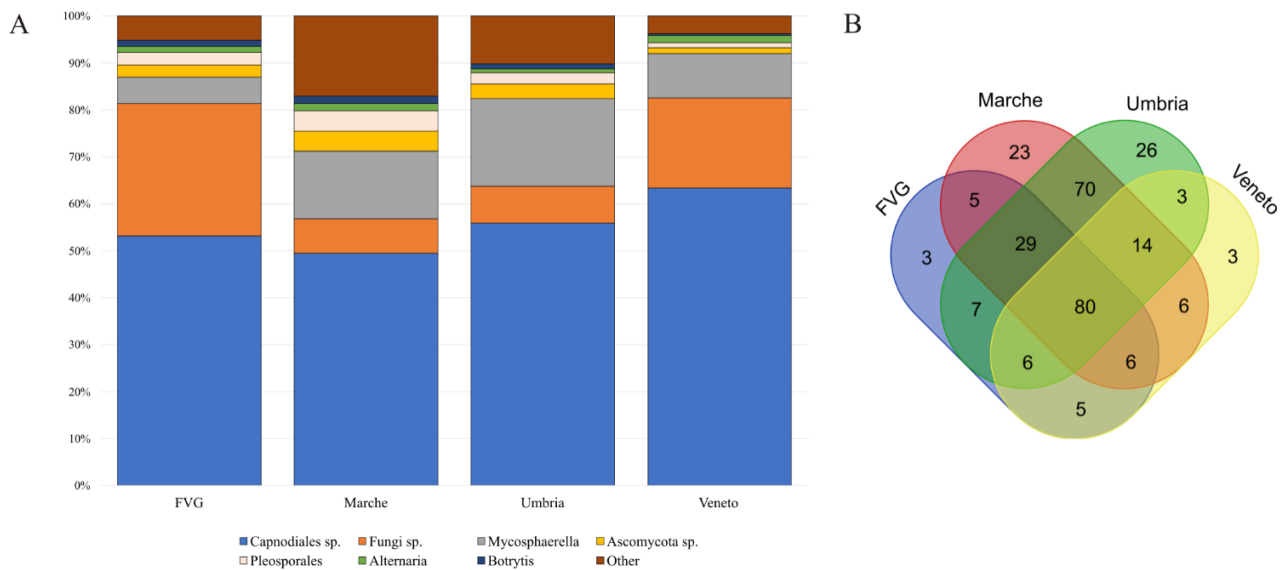 A
100%
90%
80%
70%
60%
50%
40%
30%
20%
10%
0%
FVG Marche Umbria Veneto
Capnodiales sp. Fungi sp. Mycosphaerella Ascomycota sp.
Pleosporales Alternaria Botrytis Other
B
Marche Umbria
FVG Veneto
23 26
5 70 3
3 29 14 3
7 80 6
6 6
5